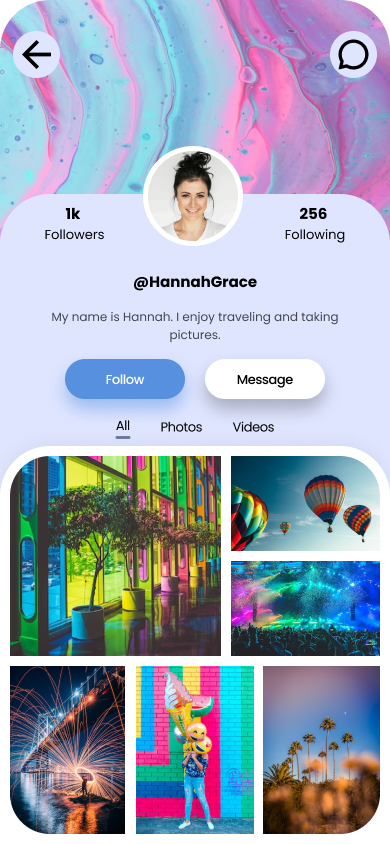 1k
256
Followers
Following
@HannahGrace
My name is Hannah. I enjoy traveling and taking
pictures.
Follow
Message
All
Photos
Videos